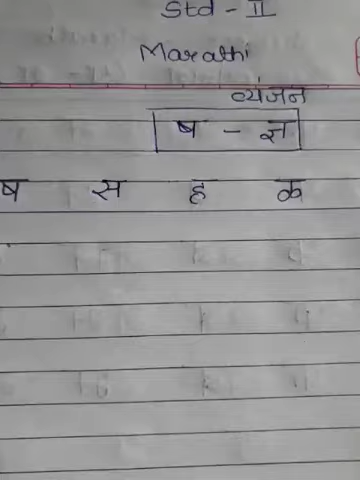 Std - II
Marathi
व्यंजन
ष - ज्ञ
ष स ह क